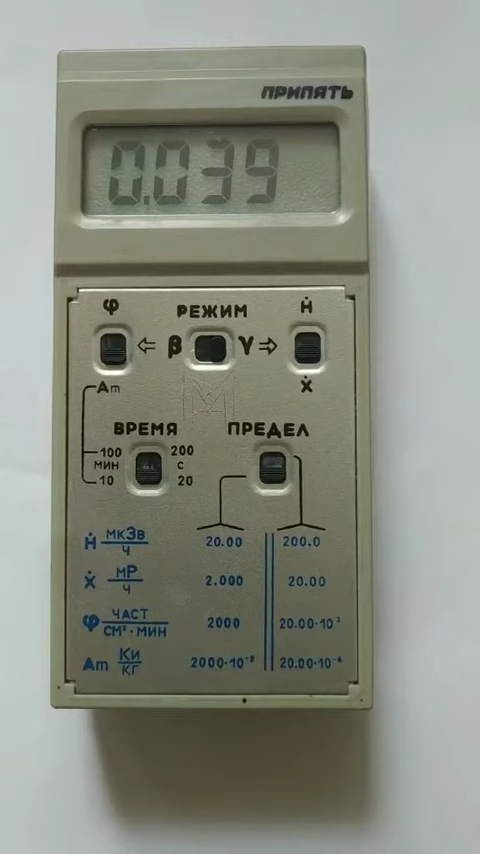 ПРИПЯТЬ
0.039
φ РЕЖИМ Ḣ
⇐ β γ ⇒
Am Ẋ
ВРЕМЯ ПРЕДЕЛ
100 200
МИН С
10 20
Ḣ мкЗв/ч 20.00 200.0
Ẋ мР/ч 2.000 20.00
φ ЧАСТ/СМ²·МИН 2000 20.00·10³
Am Ки/кг 2000·10⁻⁹ 20.00·10⁻⁶